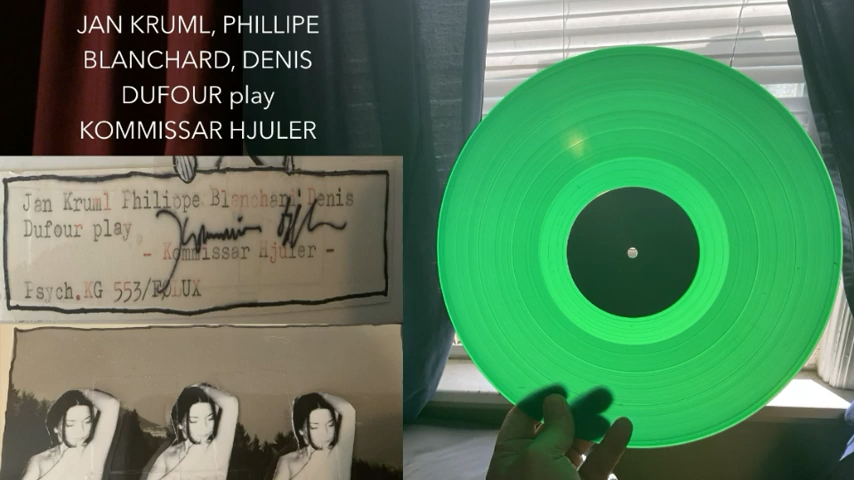 JAN KRUML, PHILLIPE
BLANCHARD, DENIS
DUFOUR play
KOMMISSAR HJULER
Jan Kruml Philippe Blanchard Denis
Dufour play
- Kommissar Hjuler -
Psych.KG 553/